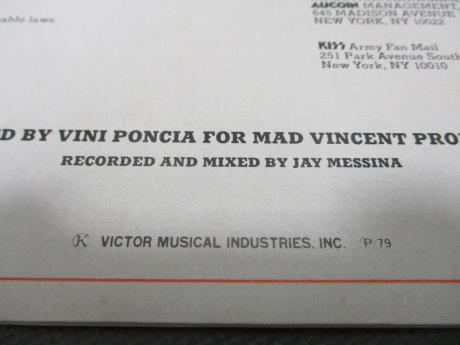 able laws.
AUCOIN MANAGEMENT,
645 MADISON AVENUE
NEW YORK, NY 10022
KISS Army Fan Mail
251 Park Avenue South
New York, NY 10010
D BY VINI PONCIA FOR MAD VINCENT PRO
RECORDED AND MIXED BY JAY MESSINA
K VICTOR MUSICAL INDUSTRIES, INC. P 79